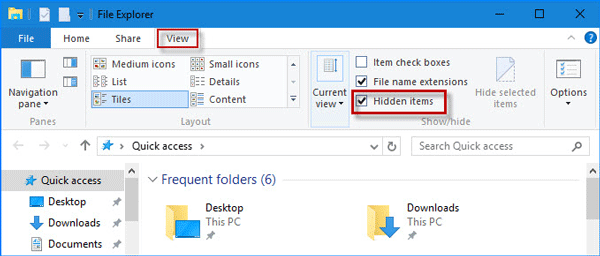 File Explorer
File Home Share View
Navigation pane
Medium icons
Small icons
List
Details
Tiles
Content
Current view
Item check boxes
File name extensions
Hidden items
Hide selected items
Options
Panes
Layout
Show/hide
Quick access
Search Quick access
Quick access
Desktop
Downloads
Documents
Frequent folders (6)
Desktop
This PC
Downloads
This PC